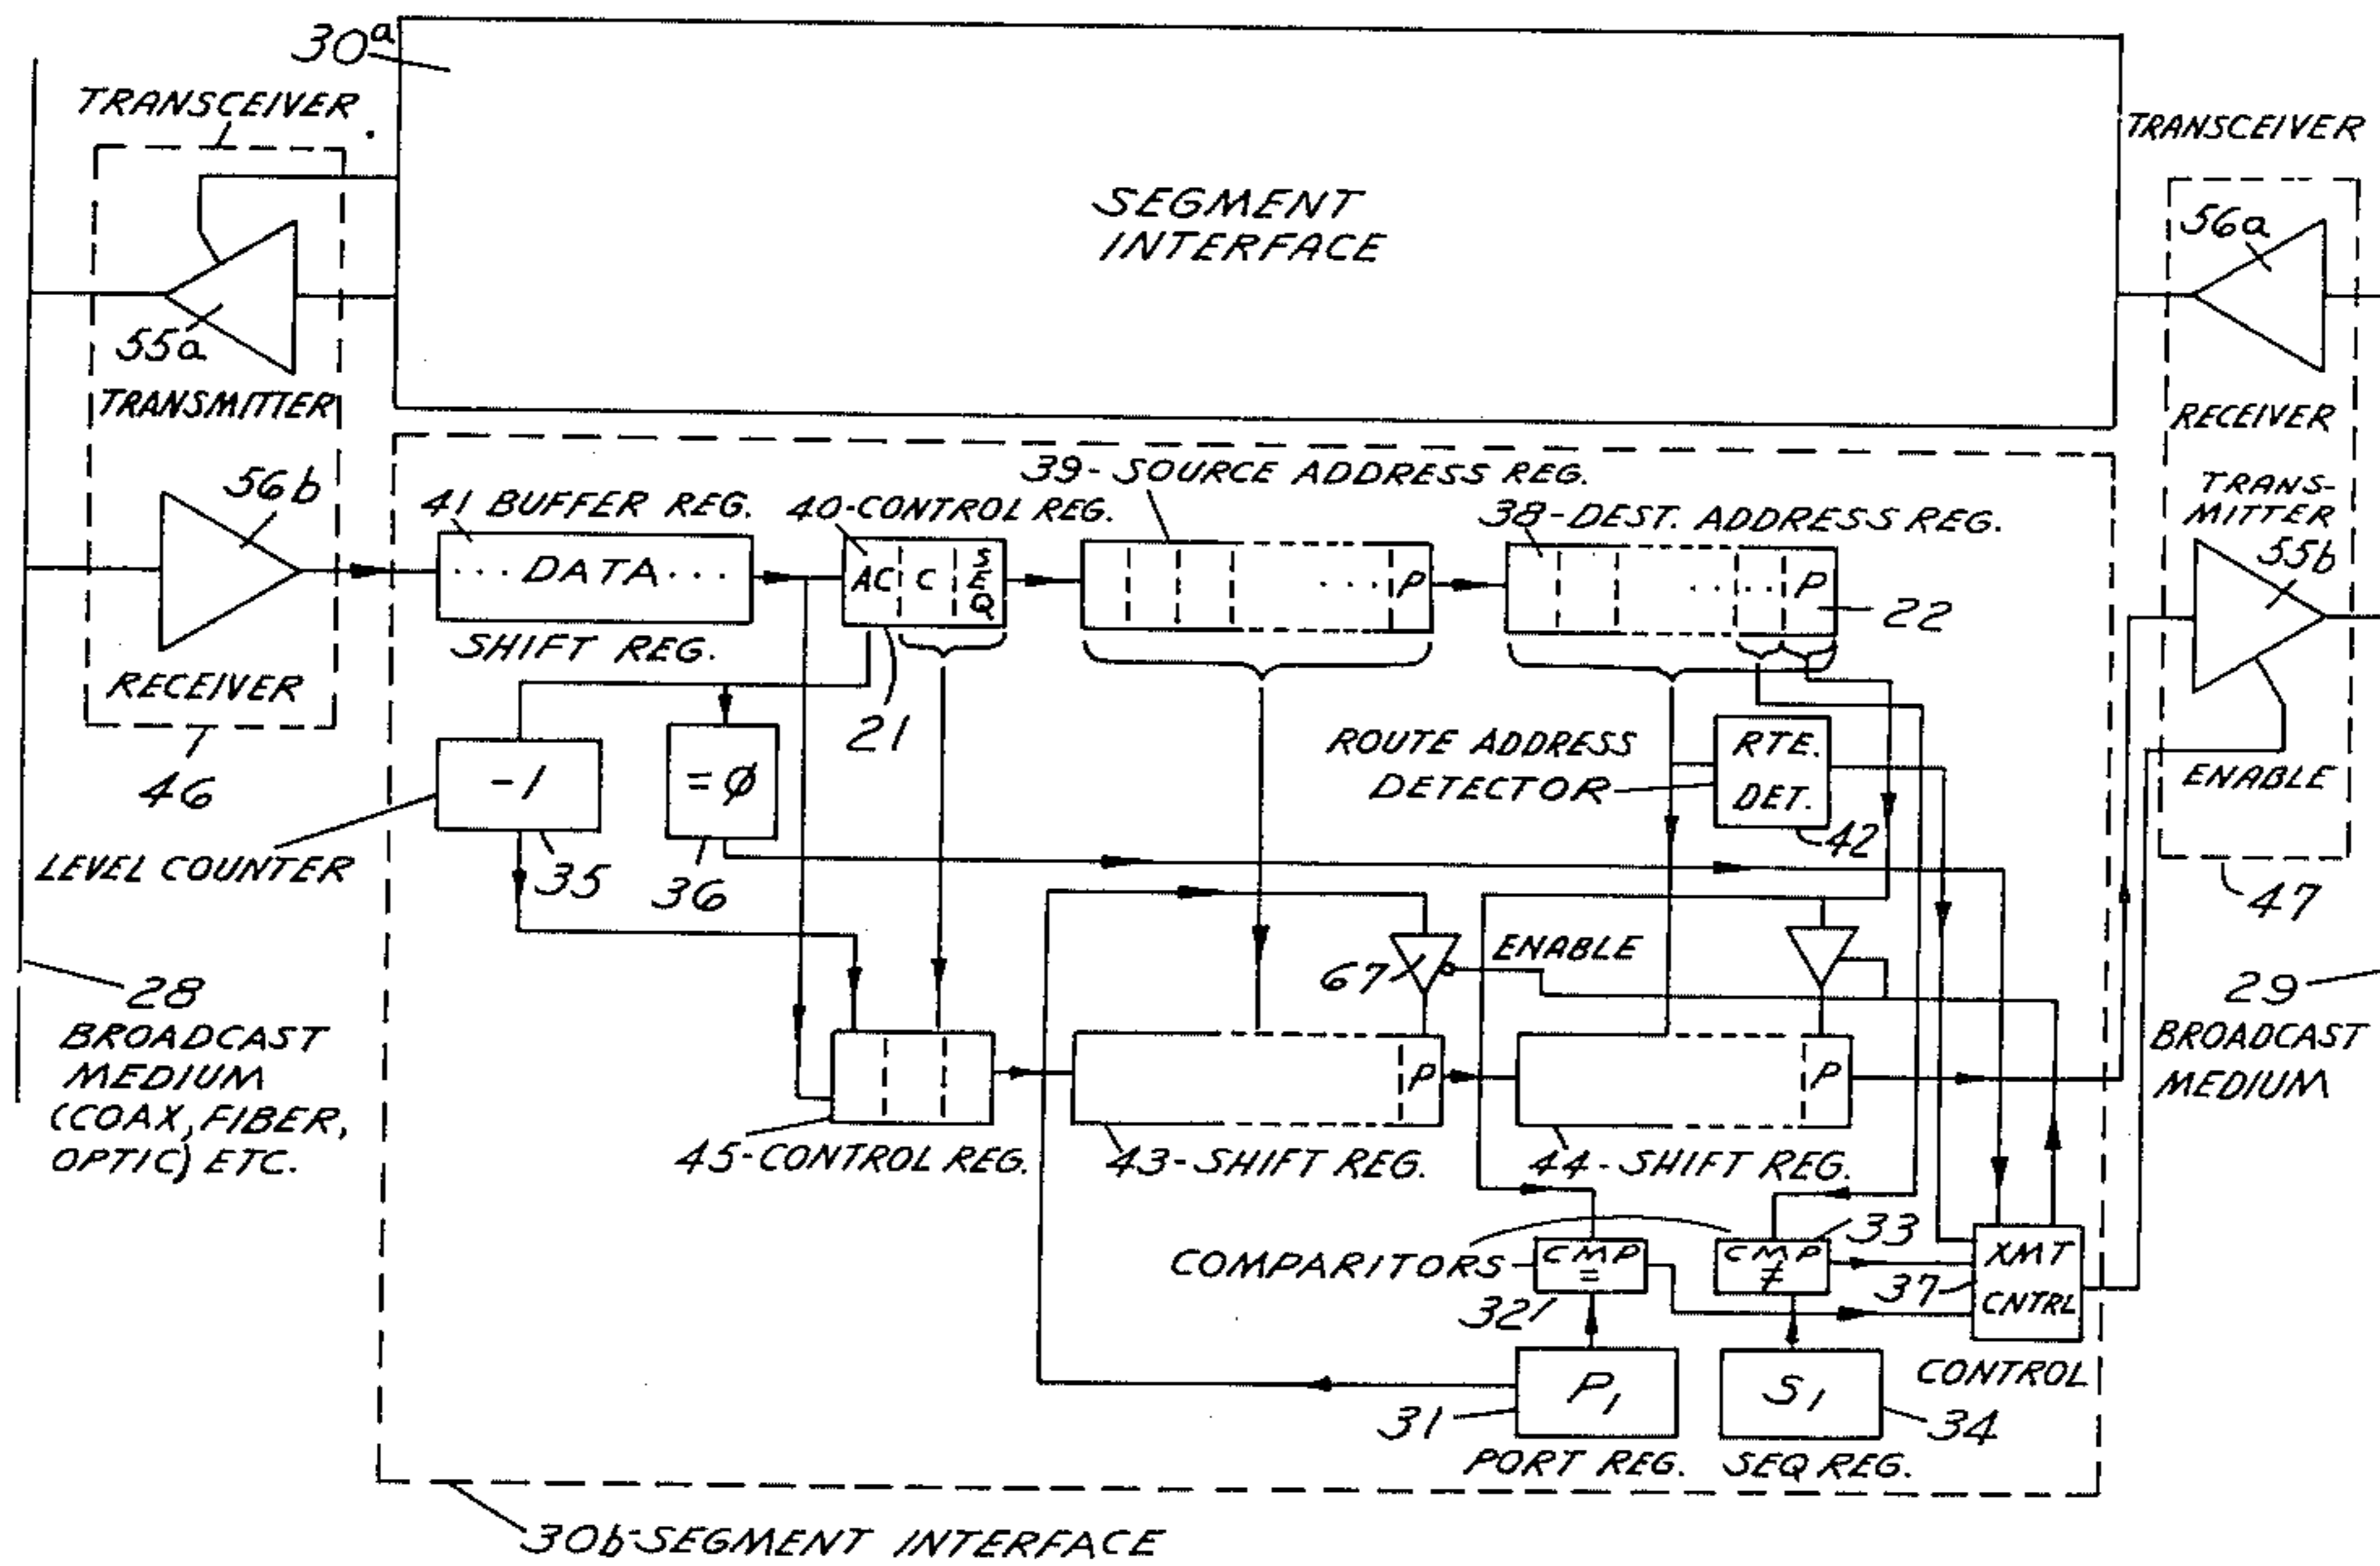 30a
TRANSCEIVER
TRANSCEIVER
SEGMENT
INTERFACE
56a
55a
TRANSMITTER
RECEIVER
39-SOURCE ADDRESS REG.
56b
41 BUFFER REG.
40-CONTROL REG.
38-DEST. ADDRESS REG.
TRANS-
MITTER
55b
... DATA ...
AC C SEQ
... P
... .. P
22
SHIFT REG.
RECEIVER
21
46
-1
=φ
ROUTE ADDRESS
DETECTOR
RTE.
DET.
42
ENABLE
LEVEL COUNTER
35
36
47
67
ENABLE
28
BROADCAST
MEDIUM
(COAX, FIBER,
OPTIC) ETC.
29
BROADCAST
MEDIUM
P
P
45-CONTROL REG.
43-SHIFT REG.
44-SHIFT REG.
COMPARITORS
CMP
=
32
CMP
≠
33
37
XMT
CNTRL
CONTROL
31
P1
S1
34
PORT REG.
SEQ REG.
30b-SEGMENT INTERFACE